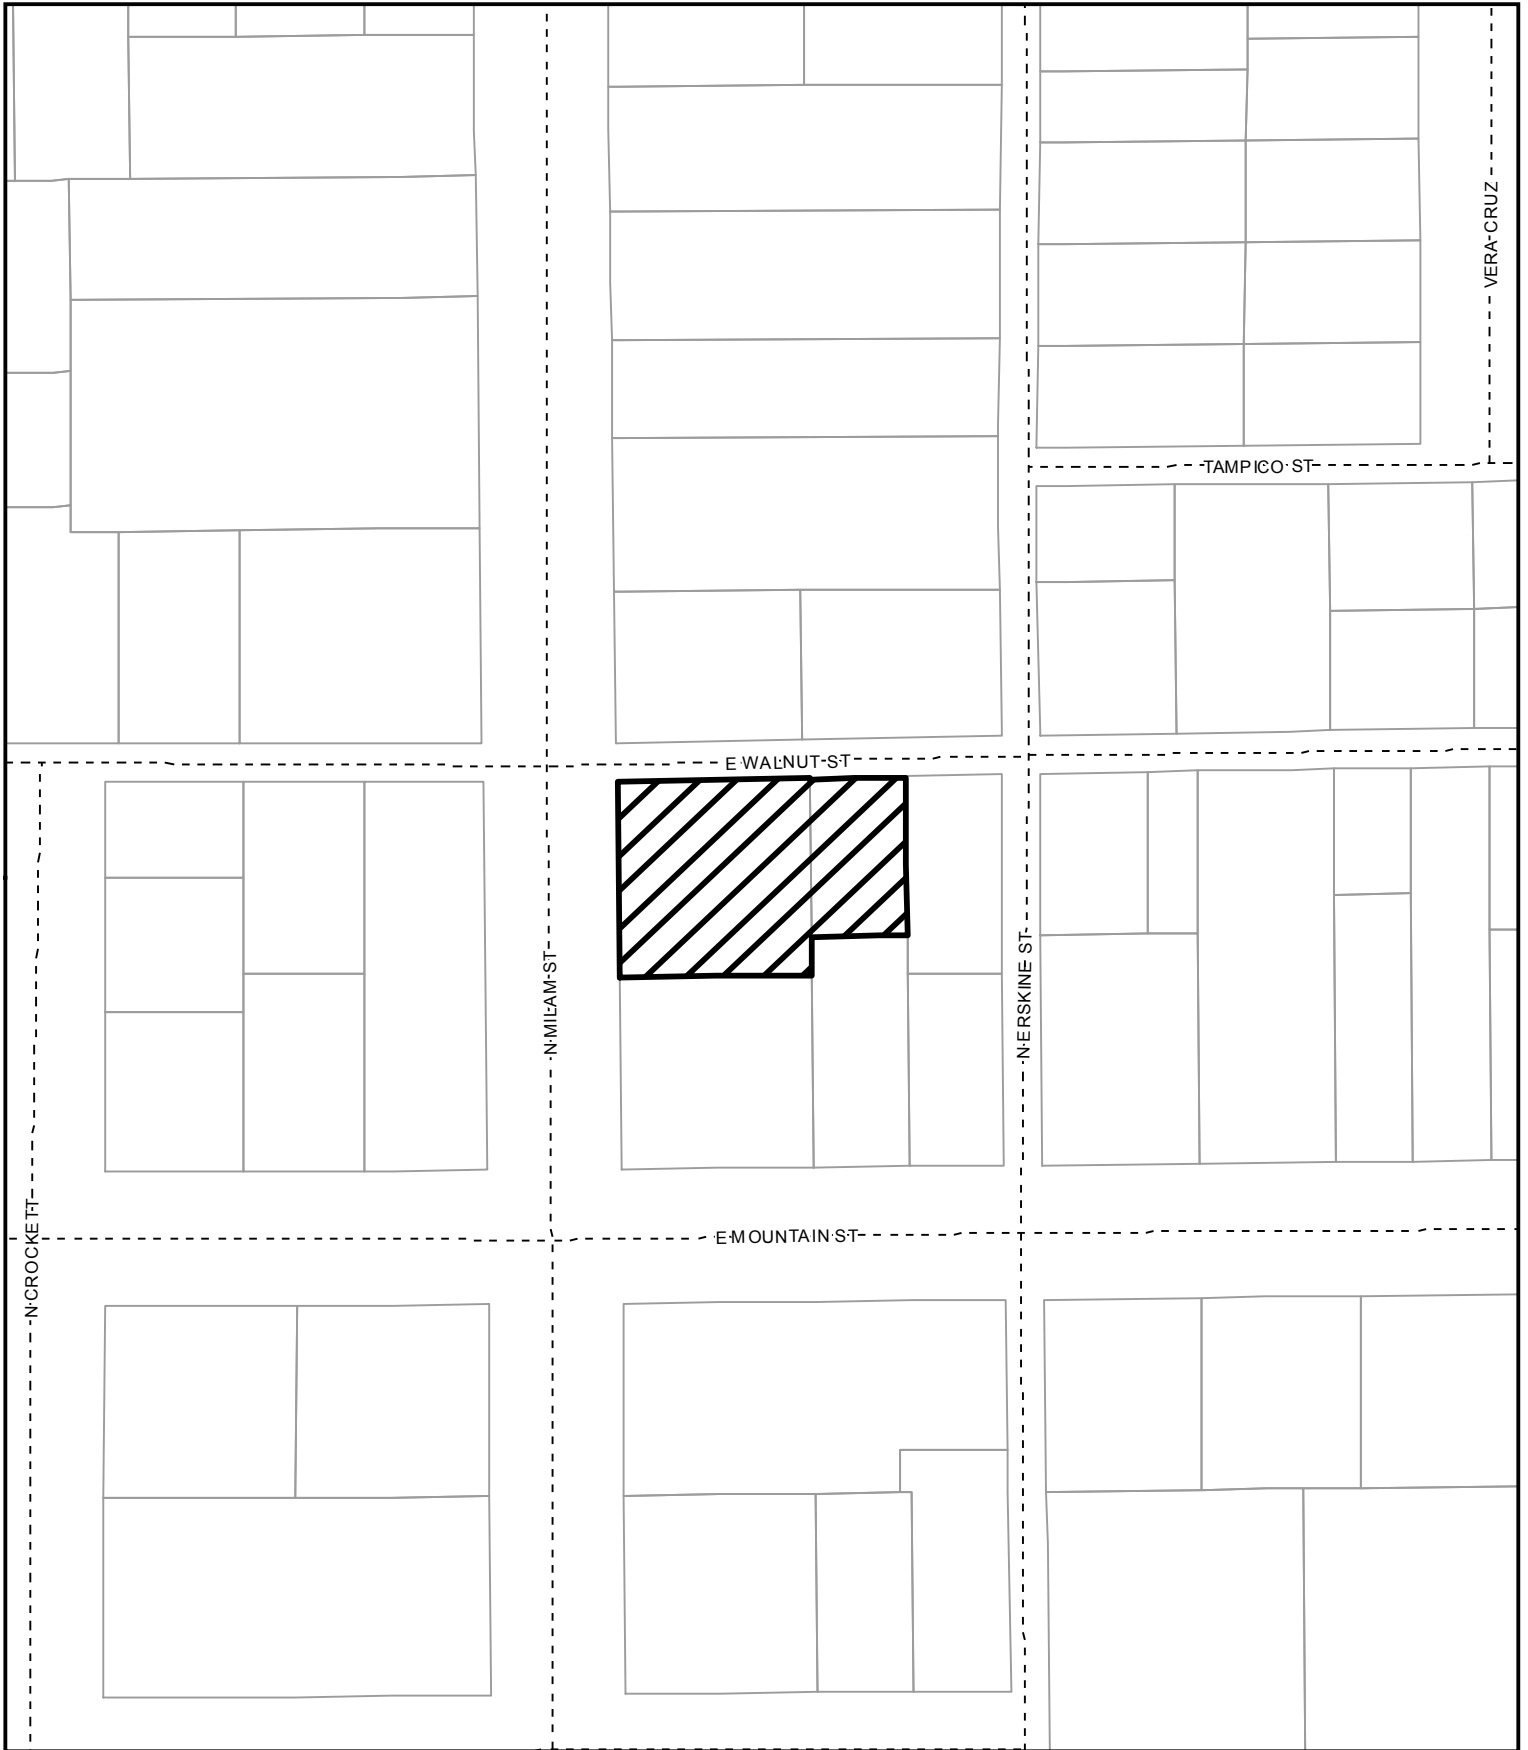 VERA CRUZ
TAMPICO ST
E WALNUT ST
N MILAM ST
N ERSKINE ST
N CROCKETT
E MOUNTAIN ST